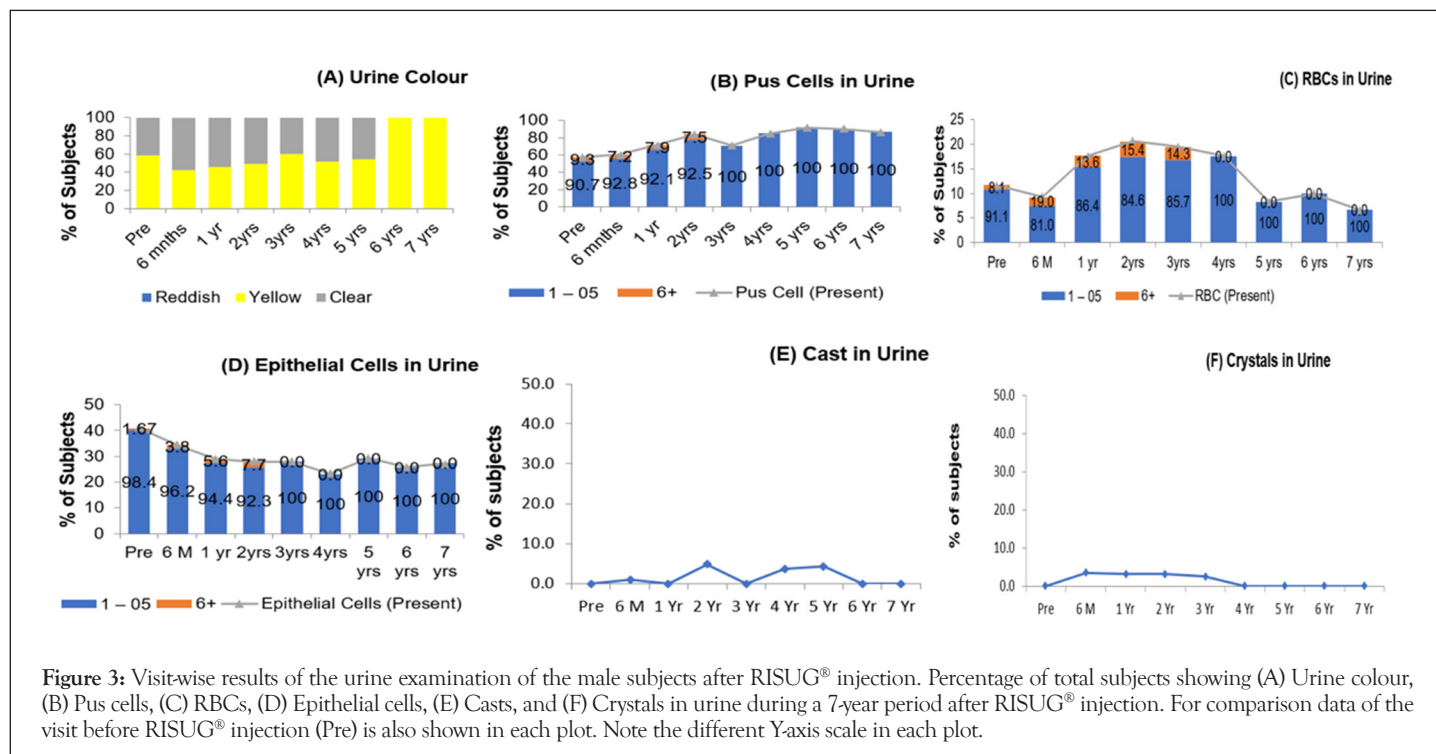 (A) Urine Colour
% of Subjects
100
80
60
40
20
0
Pre
6 mnths
1 yr
2yrs
3yrs
4yrs
5 yrs
6 yrs
7 yrs
Reddish Yellow Clear
(B) Pus Cells in Urine
% of Subjects
100
80
60
40
20
0
9.3 7.2 7.9 7.5
90.7 92.8 92.1 92.5 100 100 100 100 100
Pre
6 mnths
1 yr
2yrs
3yrs
4yrs
5 yrs
6 yrs
7 yrs
1 – 05 6+ Pus Cell (Present)
(C) RBCs in Urine
% of Subjects
25
20
15
10
5
0
8.1 19.0 13.6 15.4 14.3 0.0 0.0 0.0 0.0
91.1 81.0 86.4 84.6 85.7 100 100 100 100
Pre 6 M 1 yr 2yrs 3yrs 4yrs 5 yrs 6 yrs 7 yrs
1 – 05 6+ RBC (Present)
(D) Epithelial Cells in Urine
% of Subjects
50
40
30
20
10
0
1.67 3.8 5.6 7.7 0.0 0.0 0.0 0.0 0.0
98.4 96.2 94.4 92.3 100 100 100 100 100
Pre 6 M 1 yr 2yrs 3yrs 4yrs 5 6 7
yrs yrs yrs
1 – 05 6+ Epithelial Cells (Present)
(E) Cast in Urine
% of subjects
50.0
40.0
30.0
20.0
10.0
0.0
Pre 6 M 1 Yr 2 Yr 3 Yr 4 Yr 5 Yr 6 Yr 7 Yr
(F) Crystals in Urine
% of subjects
50.0
40.0
30.0
20.0
10.0
0.0
Pre 6 M 1 Yr 2 Yr 3 Yr 4 Yr 5 Yr 6 Yr 7 Yr
Figure 3: Visit-wise results of the urine examination of the male subjects after RISUG® injection. Percentage of total subjects showing (A) Urine colour,
(B) Pus cells, (C) RBCs, (D) Epithelial cells, (E) Casts, and (F) Crystals in urine during a 7-year period after RISUG® injection. For comparison data of the
visit before RISUG® injection (Pre) is also shown in each plot. Note the different Y-axis scale in each plot.